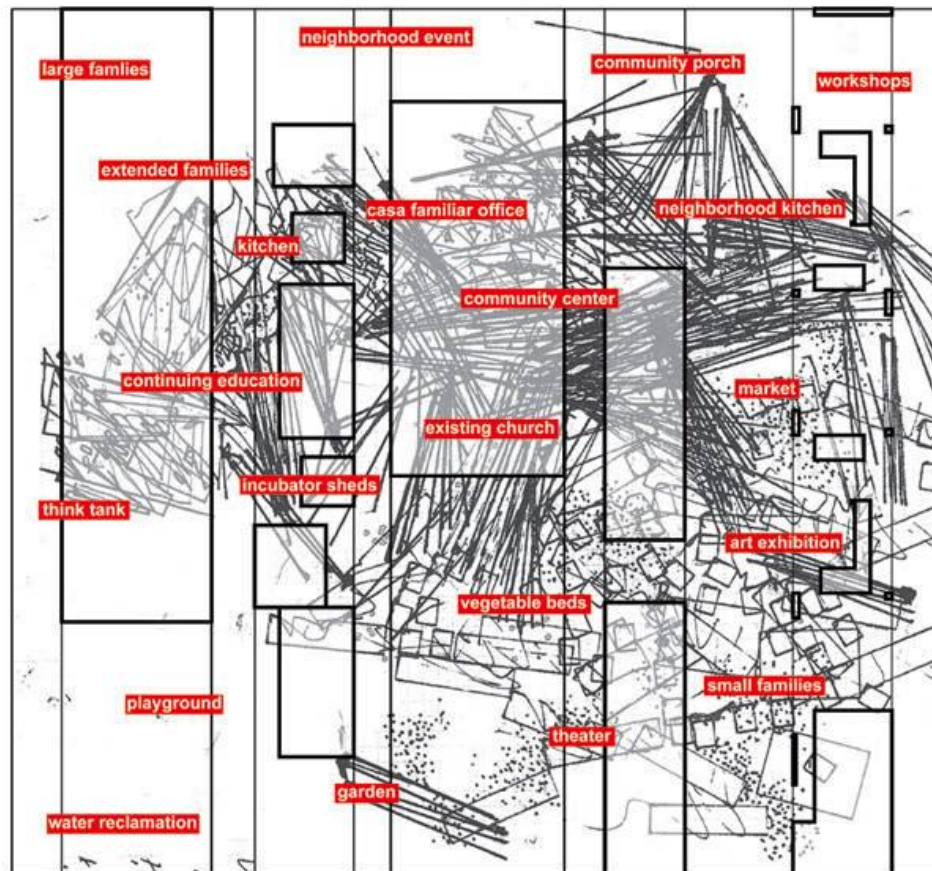 neighborhood event
community porch
large famlies
workshops
extended families
casa familiar office
neighborhood kitchen
kitchen
community center
continuing education
market
existing church
incubator sheds
think tank
art exhibition
vegetable beds
small families
playground
theater
garden
water reclamation